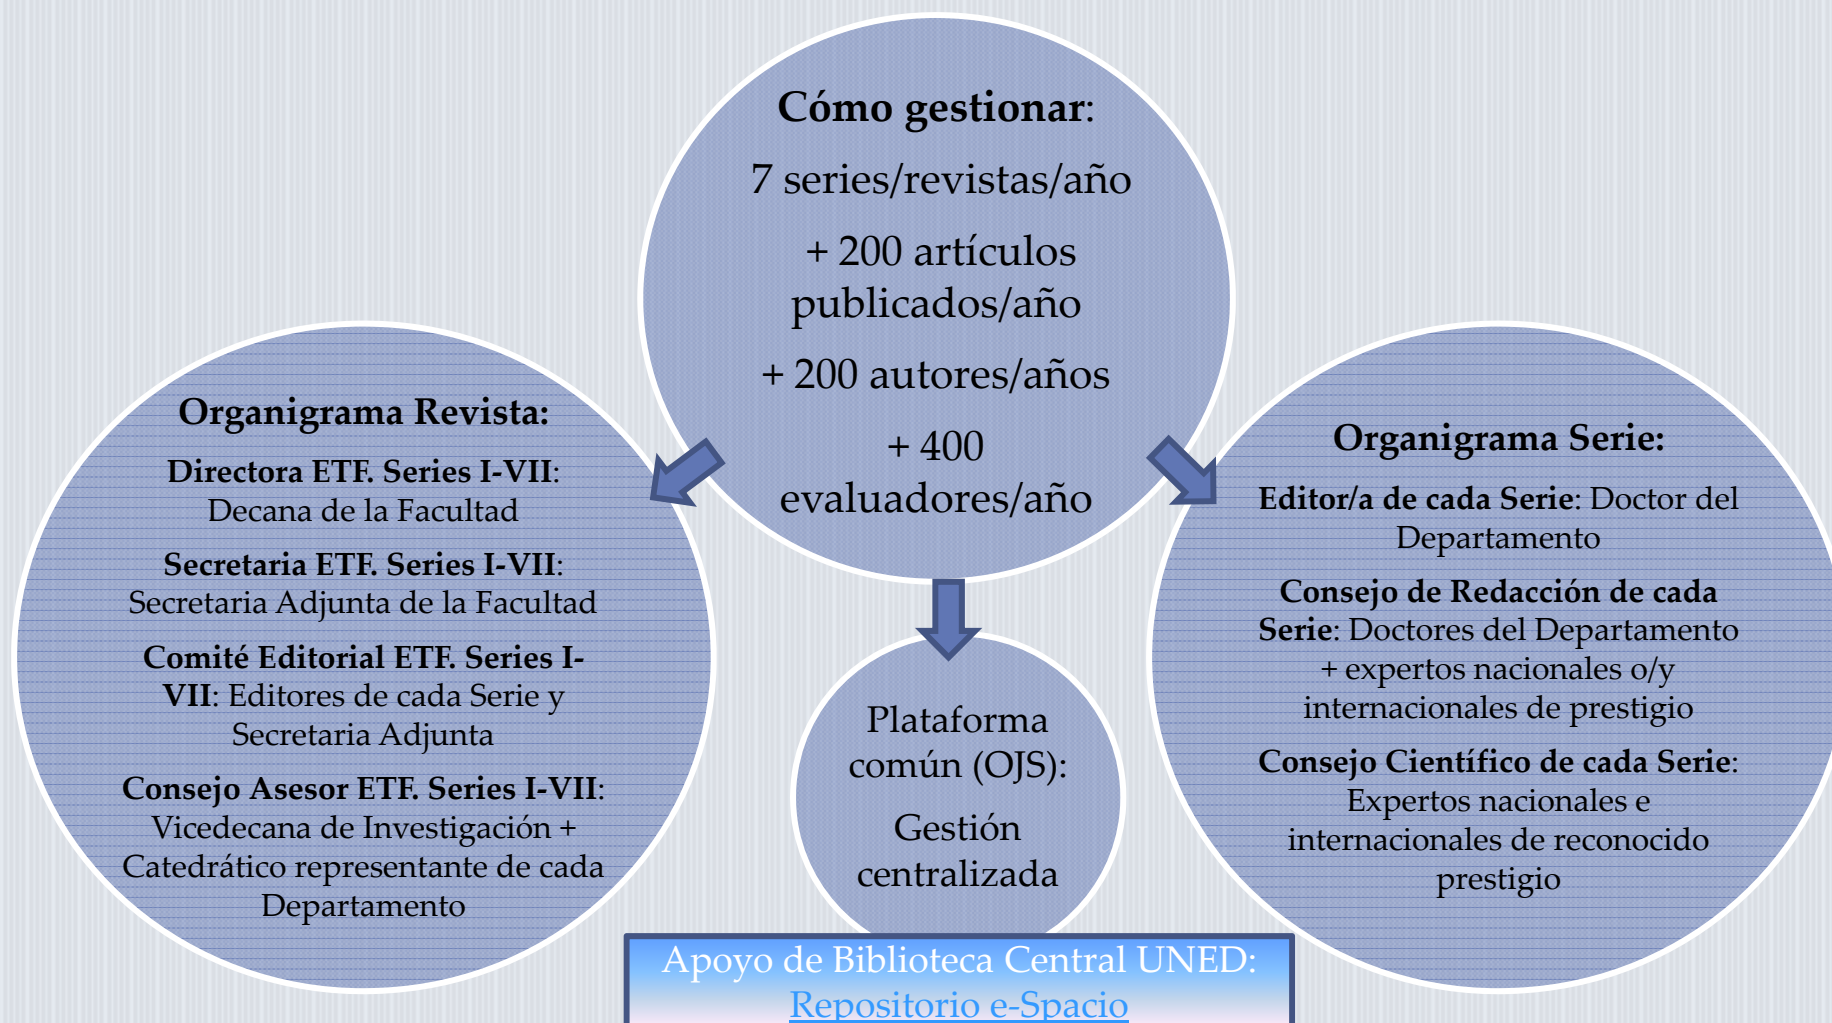 Cómo gestionar:
7 series/revistas/año
+ 200 artículos
publicados/año
+ 200 autores/años
+ 400
evaluadores/año
Organigrama Revista:
Directora ETF. Series I-VII:
Decana de la Facultad
Secretaria ETF. Series I-VII:
Secretaria Adjunta de la Facultad
Comité Editorial ETF. Series I-
VII: Editores de cada Serie y
Secretaria Adjunta
Consejo Asesor ETF. Series I-VII:
Vicedecana de Investigación +
Catedrático representante de cada
Departamento
Plataforma
común (OJS):
Gestión
centralizada
Organigrama Serie:
Editor/a de cada Serie: Doctor del
Departamento
Consejo de Redacción de cada
Serie: Doctores del Departamento
+ expertos nacionales o/y
internacionales de prestigio
Consejo Científico de cada Serie:
Expertos nacionales e
internacionales de reconocido
prestigio
Apoyo de Biblioteca Central UNED:
Repositorio e-Spacio